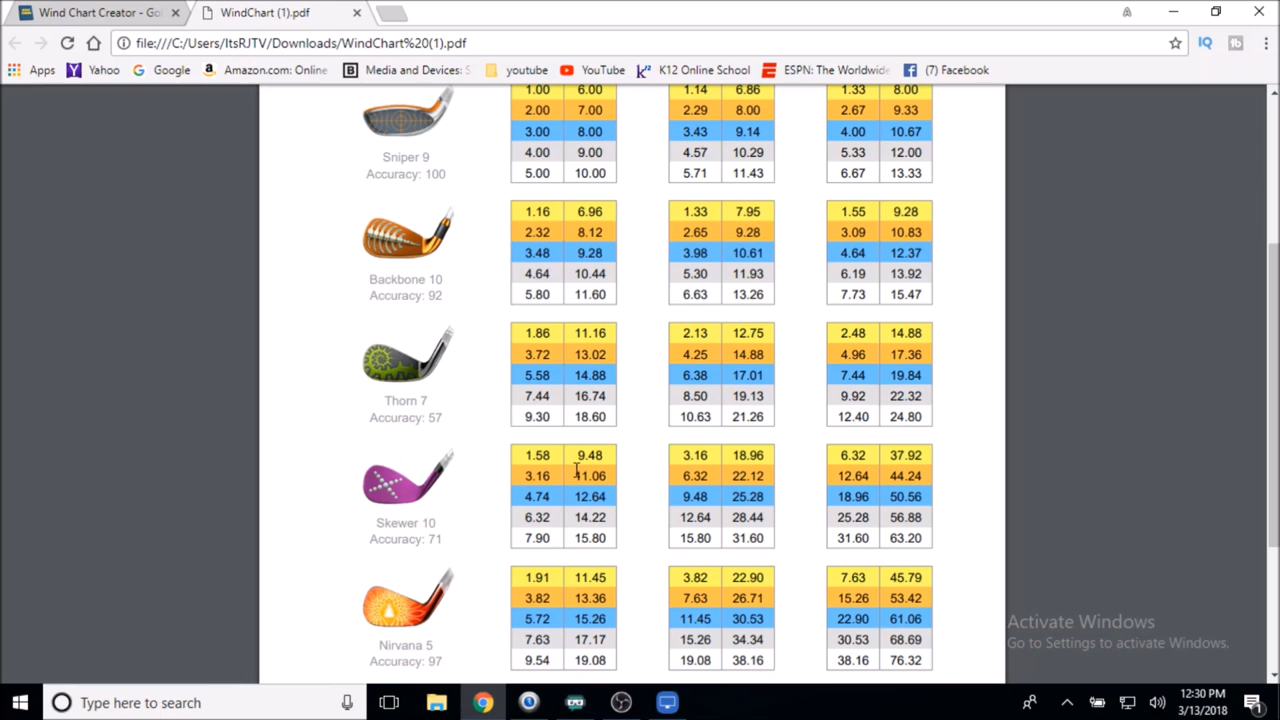 Wind Chart Creator - Go
WindChart (1).pdf
file:///C:/Users/ItsRJTV/Downloads/WindChart%20(1).pdf
Apps Yahoo Google Amazon.com: Online Media and Devices: S youtube YouTube K12 Online School ESPN: The Worldwide (7) Facebook
1.00 6.00 1.14 6.86 1.33 8.00
2.00 7.00 2.29 8.00 2.67 9.33
3.00 8.00 3.43 9.14 4.00 10.67
4.00 9.00 4.57 10.29 5.33 12.00
5.00 10.00 5.71 11.43 6.67 13.33
Sniper 9
Accuracy: 100
1.16 6.96 1.33 7.95 1.55 9.28
2.32 8.12 2.65 9.28 3.09 10.83
3.48 9.28 3.98 10.61 4.64 12.37
4.64 10.44 5.30 11.93 6.19 13.92
5.80 11.60 6.63 13.26 7.73 15.47
Backbone 10
Accuracy: 92
1.86 11.16 2.13 12.75 2.48 14.88
3.72 13.02 4.25 14.88 4.96 17.36
5.58 14.88 6.38 17.01 7.44 19.84
7.44 16.74 8.50 19.13 9.92 22.32
9.30 18.60 10.63 21.26 12.40 24.80
Thorn 7
Accuracy: 57
1.58 9.48 3.16 18.96 6.32 37.92
3.16 11.06 6.32 22.12 12.64 44.24
4.74 12.64 9.48 25.28 18.96 50.56
6.32 14.22 12.64 28.44 25.28 56.88
7.90 15.80 15.80 31.60 31.60 63.20
Skewer 10
Accuracy: 71
1.91 11.45 3.82 22.90 7.63 45.79
3.82 13.36 7.63 26.71 15.26 53.42
5.72 15.26 11.45 30.53 22.90 61.06
7.63 17.17 15.26 34.34 30.53 68.69
9.54 19.08 19.08 38.16 38.16 76.32
Nirvana 5
Accuracy: 97
Activate Windows
Go to Settings to activate Windows.
Type here to search
12:30 PM
3/13/2018